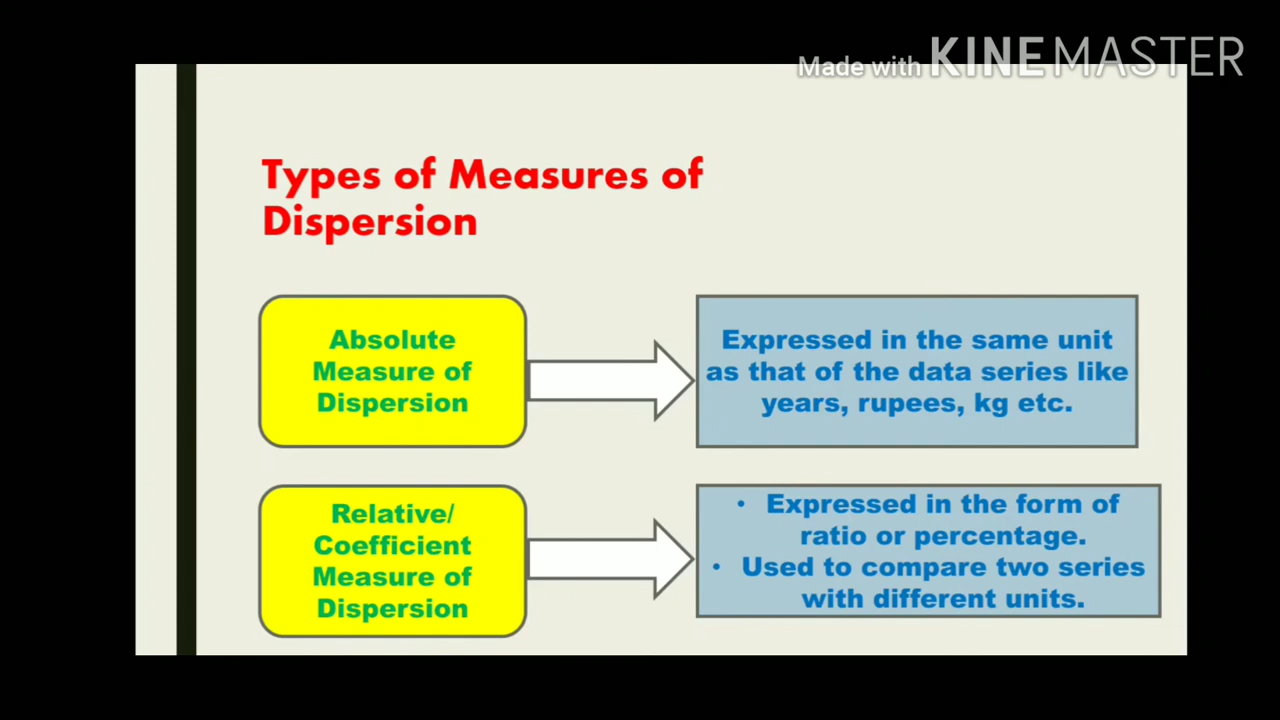 Made with KINEMASTER
Types of Measures of
Dispersion
Absolute
Measure of
Dispersion
Expressed in the same unit
as that of the data series like
years, rupees, kg etc.
Relative/
Coefficient
Measure of
Dispersion
• Expressed in the form of
ratio or percentage.
• Used to compare two series
with different units.